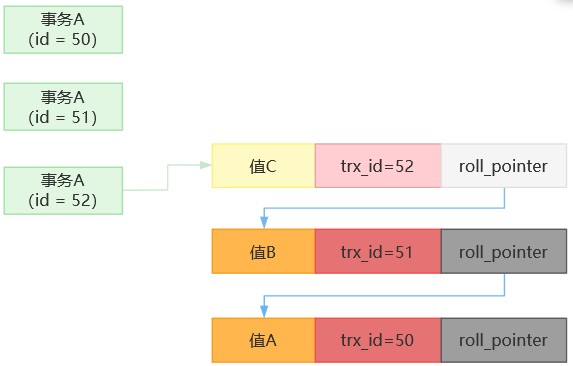 事务A
(id = 50)
事务A
(id = 51)
事务A
(id = 52)
值C trx_id=52 roll_pointer
值B trx_id=51 roll_pointer
值A trx_id=50 roll_pointer